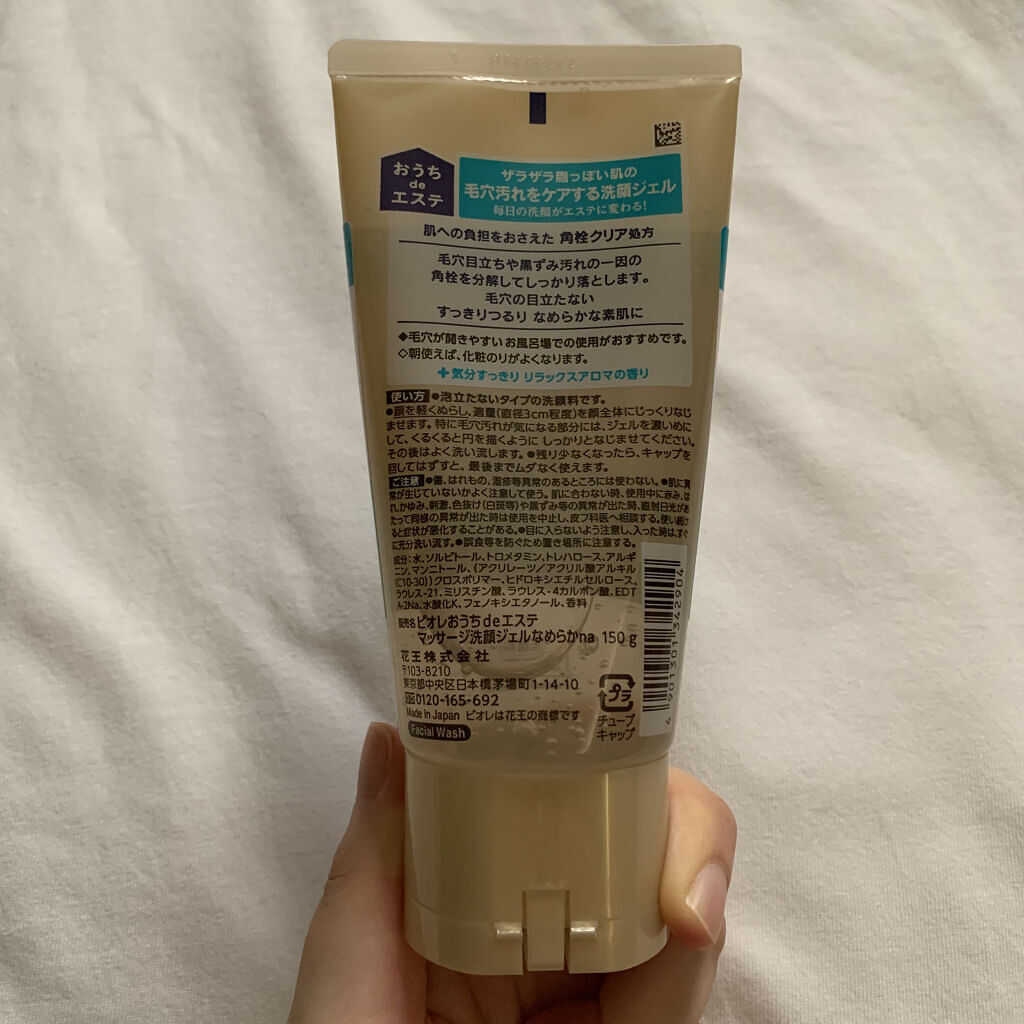 おうち
de
エステ
ザラザラ脂っぽい肌の
毛穴汚れをケアする洗顔ジェル
毎日の洗顔がエステに変わる!
肌への負担をおさえた 角栓クリア処方
毛穴目立ちや黒ずみ汚れの一因の
角栓を分解してしっかり落とします。
毛穴の目立たない
すっきりつるり なめらかな素肌に
◆毛穴が開きやすいお風呂場での使用がおすすめです。
◇朝使えば、化粧のりがよくなります。
+気分すっきり リラックスアロマの香り
使い方 ●泡立たないタイプの洗顔料です。
●顔を軽くぬらし、適量(直径3cm程度)を顔全体にじっくりなじ
ませます。特に毛穴汚れが気になる部分には、ジェルを濃いめに
して、くるくると円を描くように しっかりとなじませてください。
その後はよく洗い流します。●残り少なくなったら、キャップを
回してはずすと、最後までムダなく使えます。
ご注意 ●傷、はれもの、湿疹等異常のあるところには使わない。●肌に異
常が生じていないかよく注意して使う。肌に合わない時、使用中に赤み、は
れ、かゆみ、刺激、色抜け(白斑等)や黒ずみ等の異常が出た時、直射日光があ
たって同様の異常が出た時は使用を中止し、皮フ科医へ相談する。使い続け
ると症状が悪化することがある。●目に入らないよう注意し、入った時は、すぐ
に充分洗い流す。●誤食等を防ぐため置き場所に注意する。
成分:水、ソルビトール、トロメタミン、トレハロース、アルギ
ニン、マンニトール、(アクリレーツ/アクリル酸アルキル
(C10-30))クロスポリマー、ヒドロキシエチルセルロース、
ラウレス-21、ミリスチン酸、ラウレス-4カルボン酸、EDT
A-2Na、水酸化K、フェノキシエタノール、香料
販売名 ビオレおうちdeエステ
マッサージ洗顔ジェルなめらかna 150g
花王株式会社
〒103-8210
東京都中央区日本橋茅場町1-14-10
0120-165-692
Made in Japan ビオレは花王の商標です
Facial Wash
プラ
チューブ
キャップ
4 901301 342904